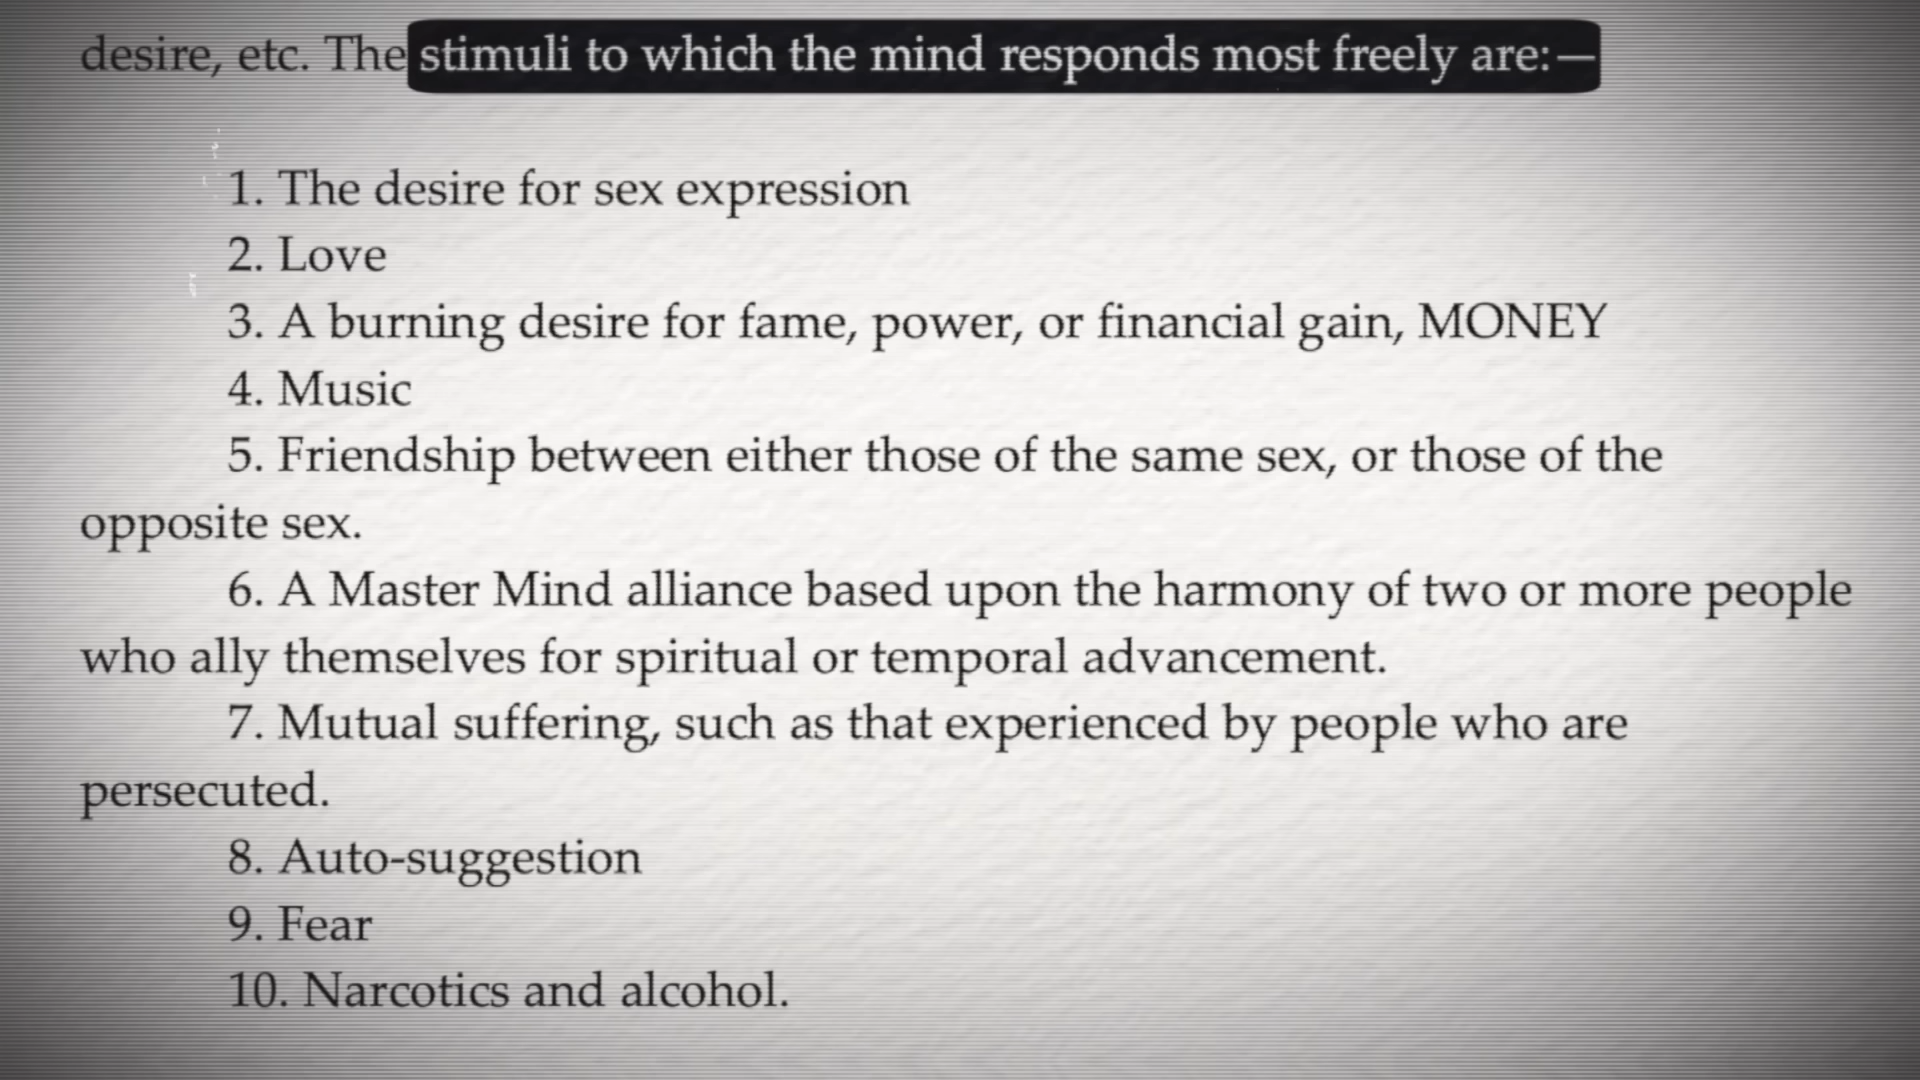 desire, etc. The stimuli to which the mind responds most freely are:—
1. The desire for sex expression
2. Love
3. A burning desire for fame, power, or financial gain, MONEY
4. Music
5. Friendship between either those of the same sex, or those of the
opposite sex.
6. A Master Mind alliance based upon the harmony of two or more people
who ally themselves for spiritual or temporal advancement.
7. Mutual suffering, such as that experienced by people who are
persecuted.
8. Auto-suggestion
9. Fear
10. Narcotics and alcohol.